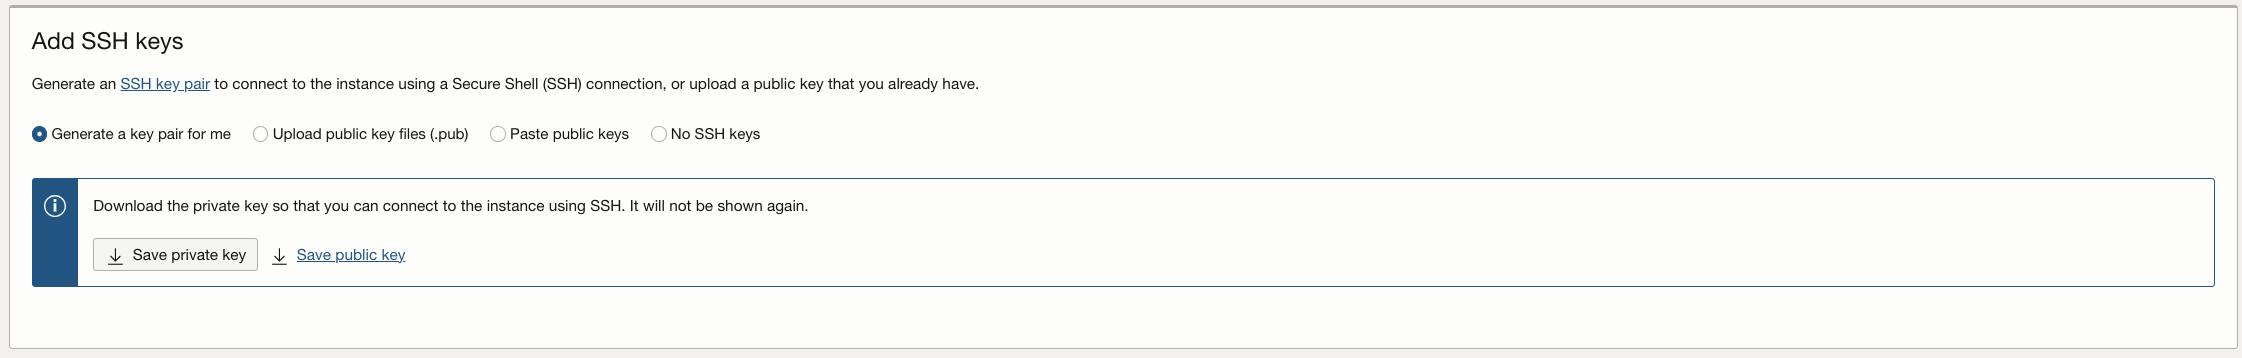 Add SSH keys
Generate an SSH key pair to connect to the instance using a Secure Shell (SSH) connection, or upload a public key that you already have.
Generate a key pair for me Upload public key files (.pub) Paste public keys No SSH keys
Download the private key so that you can connect to the instance using SSH. It will not be shown again.
Save private key Save public key